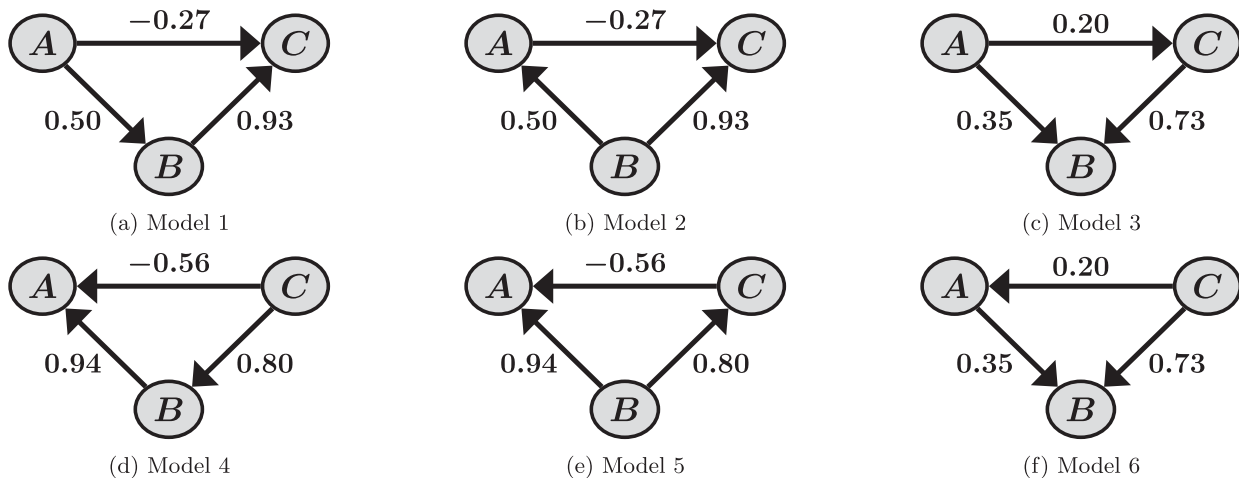 A −0.27 C
0.50 0.93
B
(a) Model 1
A −0.27 C
0.50 0.93
B
(b) Model 2
A 0.20 C
0.35 0.73
B
(c) Model 3
A −0.56 C
0.94 0.80
B
(d) Model 4
A −0.56 C
0.94 0.80
B
(e) Model 5
A 0.20 C
0.35 0.73
B
(f) Model 6